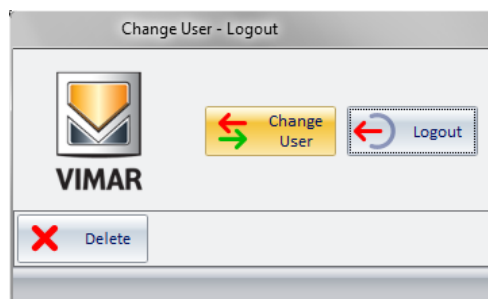 Change User - Logout
Change
User
Logout
VIMAR
Delete